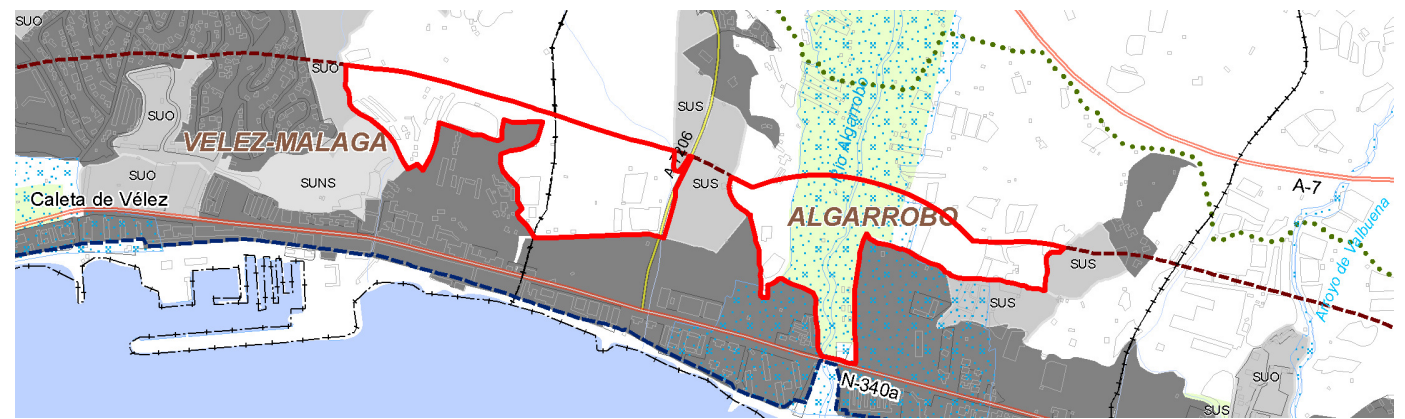 SUO
SUO
SUS
SUO
VELEZ-MALAGA
Río Algarrobo
A-7206
SUO
SUNS
SUS
A-7
Caleta de Vélez
ALGARROBO
Arroyo de Valbuena
SUS
SUS
SUO
N-340a
SUS